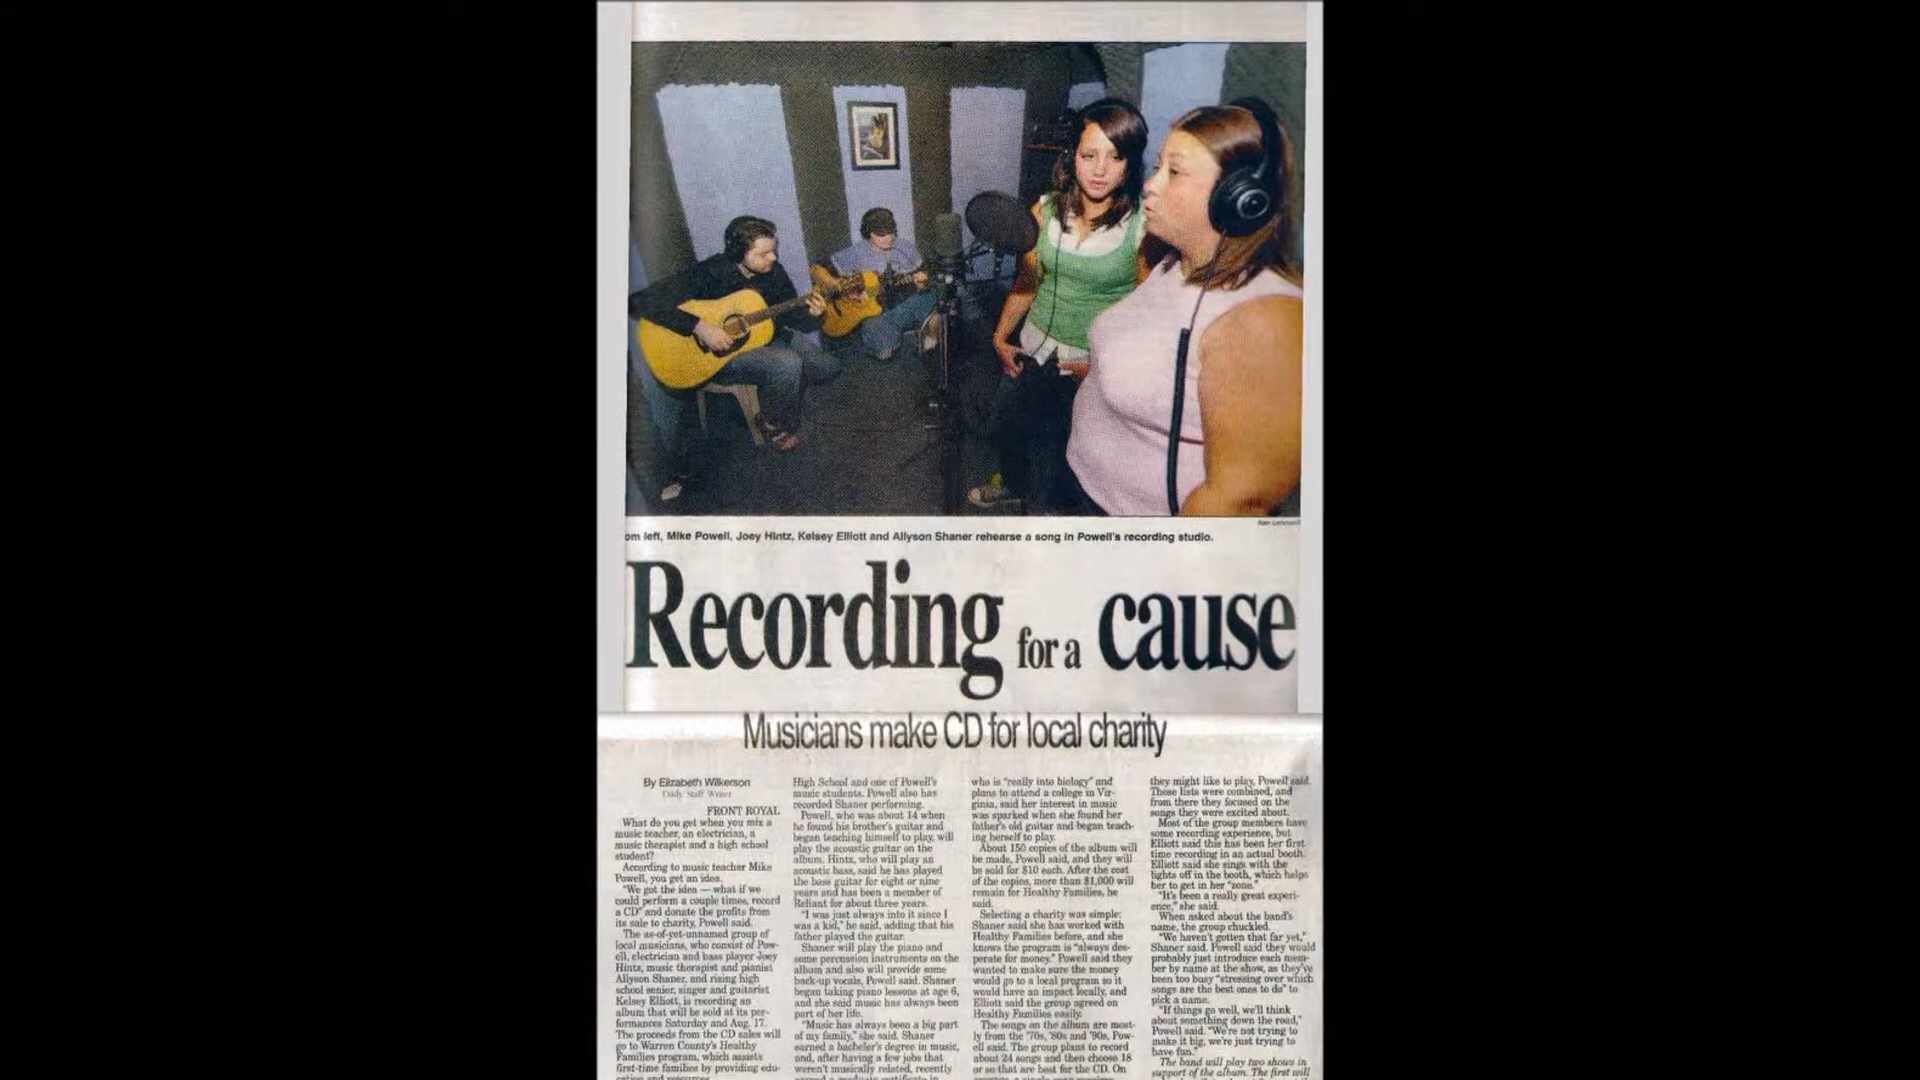 om left, Mike Powell, Joey Hintz, Kelsey Elliott and Allyson Shaner rehearse a song in Powell's recording studio.
Recording for a cause
Musicians make CD for local charity
By Elizabeth Wilkerson
Daily Staff Writer
FRONT ROYAL
What do you get when you mix a
music teacher, an electrician, a
music therapist and a high school
student?
According to music teacher Mike
Powell, you get an idea.
"We got the idea — what if we
could perform a couple times, record
a CD" and donate the profits from
its sale to charity, Powell said.
The as-of-yet-unnamed group of
local musicians, who consist of Pow-
ell, electrician and bass player Joey
Hintz, music therapist and pianist
Allyson Shaner, and rising high
school senior, singer and guitarist
Kelsey Elliott, is recording an
album that will be sold at its per-
formances Saturday and Aug. 17.
The proceeds from the CD sales will
go to Warren County's Healthy
Families program, which assists
first-time families by providing edu-
cation and resources.
High School and one of Powell's
music students. Powell also has
recorded Shaner performing.
Powell, who was about 14 when
he found his brother's guitar and
began teaching himself to play, will
play the acoustic guitar on the
album. Hintz, who will play an
acoustic bass, said he has played
the bass guitar for eight or nine
years and has been a member of
Reliant for about three years.
"I was just always into it since I
was a kid," he said, adding that his
father played the guitar.
Shaner will play the piano and
some percussion instruments on the
album and also will provide some
back-up vocals, Powell said. Shaner
began taking piano lessons at age 6,
and she said music has always been
part of her life.
"Music has always been a big part
of my family," she said. Shaner
earned a bachelor's degree in music,
and, after having a few jobs that
weren't musically related, recently
earned a graduate certificate in
who is "really into biology" and
plans to attend a college in Vir-
ginia, said her interest in music
was sparked when she found her
father's old guitar and began teach-
ing herself to play.
About 150 copies of the album will
be made, Powell said, and they will
be sold for $10 each. After the cost
of the copies, more than $1,000 will
remain for Healthy Families, he
said.
Selecting a charity was simple:
Shaner said she has worked with
Healthy Families before, and she
knows the program is "always des-
perate for money." Powell said they
wanted to make sure the money
would go to a local program so it
would have an impact locally, and
Elliott said the group agreed on
Healthy Families easily.
The songs on the album are most-
ly from the '70s, '80s and '90s, Pow-
ell said. The group plans to record
about 24 songs and then choose 18
or so that are best for the CD. On
they might like to play, Powell said.
Those lists were combined, and
from there they focused on the
songs they were excited about.
Most of the group members have
some recording experience, but
Elliott said this has been her first
time recording in an actual booth.
Elliott said she sings with the
lights off in the booth, which helps
her to get in her "zone."
"It's been a really great experi-
ence," she said.
When asked about the band's
name, the group chuckled.
"We haven't gotten that far yet,"
Shaner said. Powell said they would
probably just introduce each mem-
ber by name at the show, as they've
been too busy "stressing over which
songs are the best ones to do" to
pick a name.
"If things go well, we'll think
about something down the road,"
Powell said. "We're not trying to
make it big, we're just trying to
have fun."
The band will play two shows in
support of the album. The first will